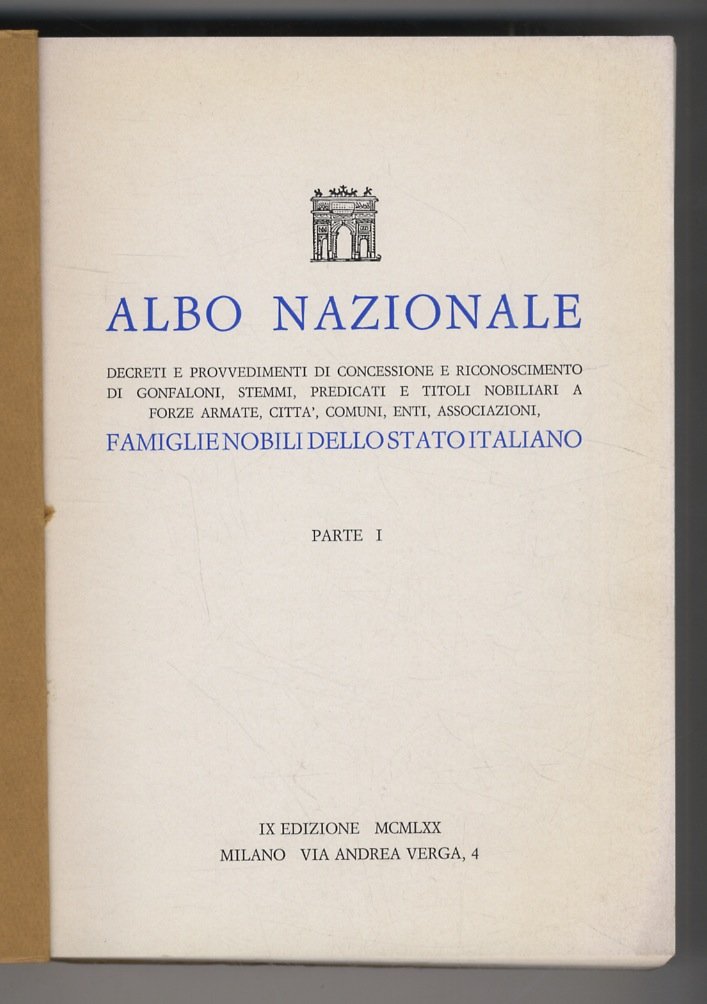 ALBO NAZIONALE
DECRETI E PROVVEDIMENTI DI CONCESSIONE E RICONOSCIMENTO
DI GONFALONI, STEMMI, PREDICATI E TITOLI NOBILIARI A
FORZE ARMATE, CITTA', COMUNI, ENTI, ASSOCIAZIONI,
FAMIGLIE NOBILI DELLO STATO ITALIANO
PARTE I
IX EDIZIONE MCMLXX
MILANO VIA ANDREA VERGA, 4